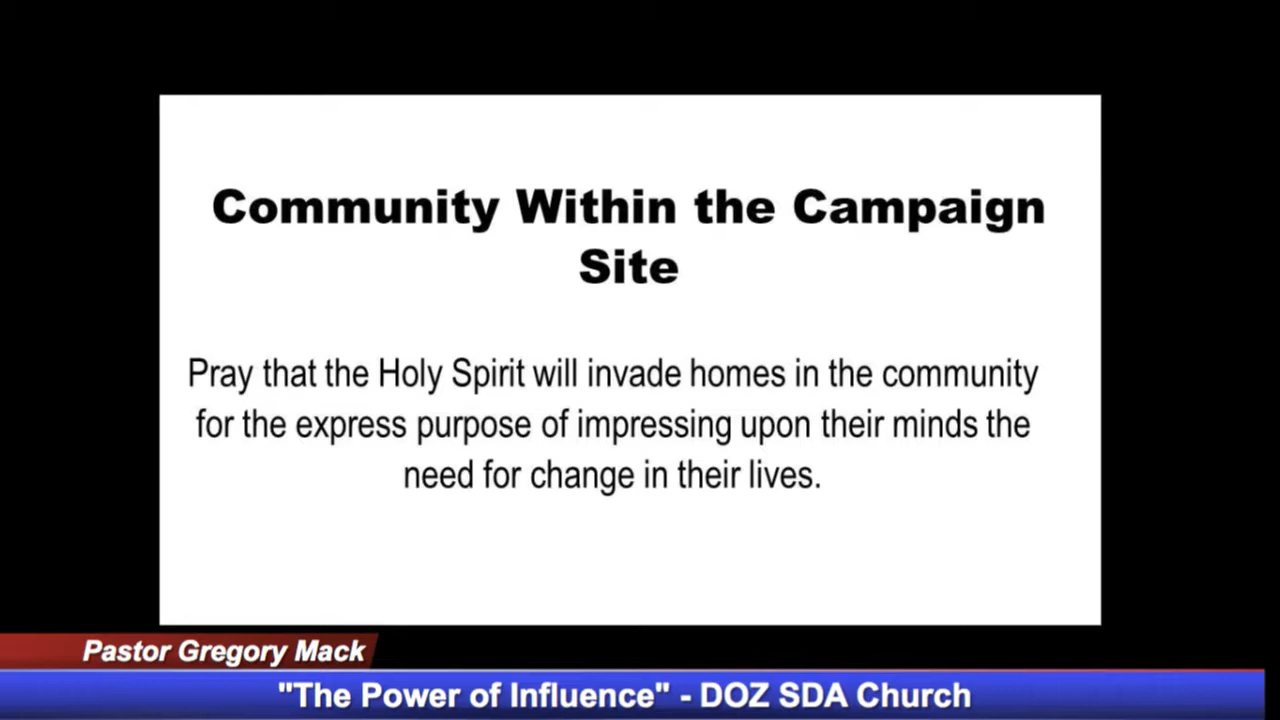 Community Within the Campaign
Site
Pray that the Holy Spirit will invade homes in the community
for the express purpose of impressing upon their minds the
need for change in their lives.
Pastor Gregory Mack
"The Power of Influence" - DOZ SDA Church